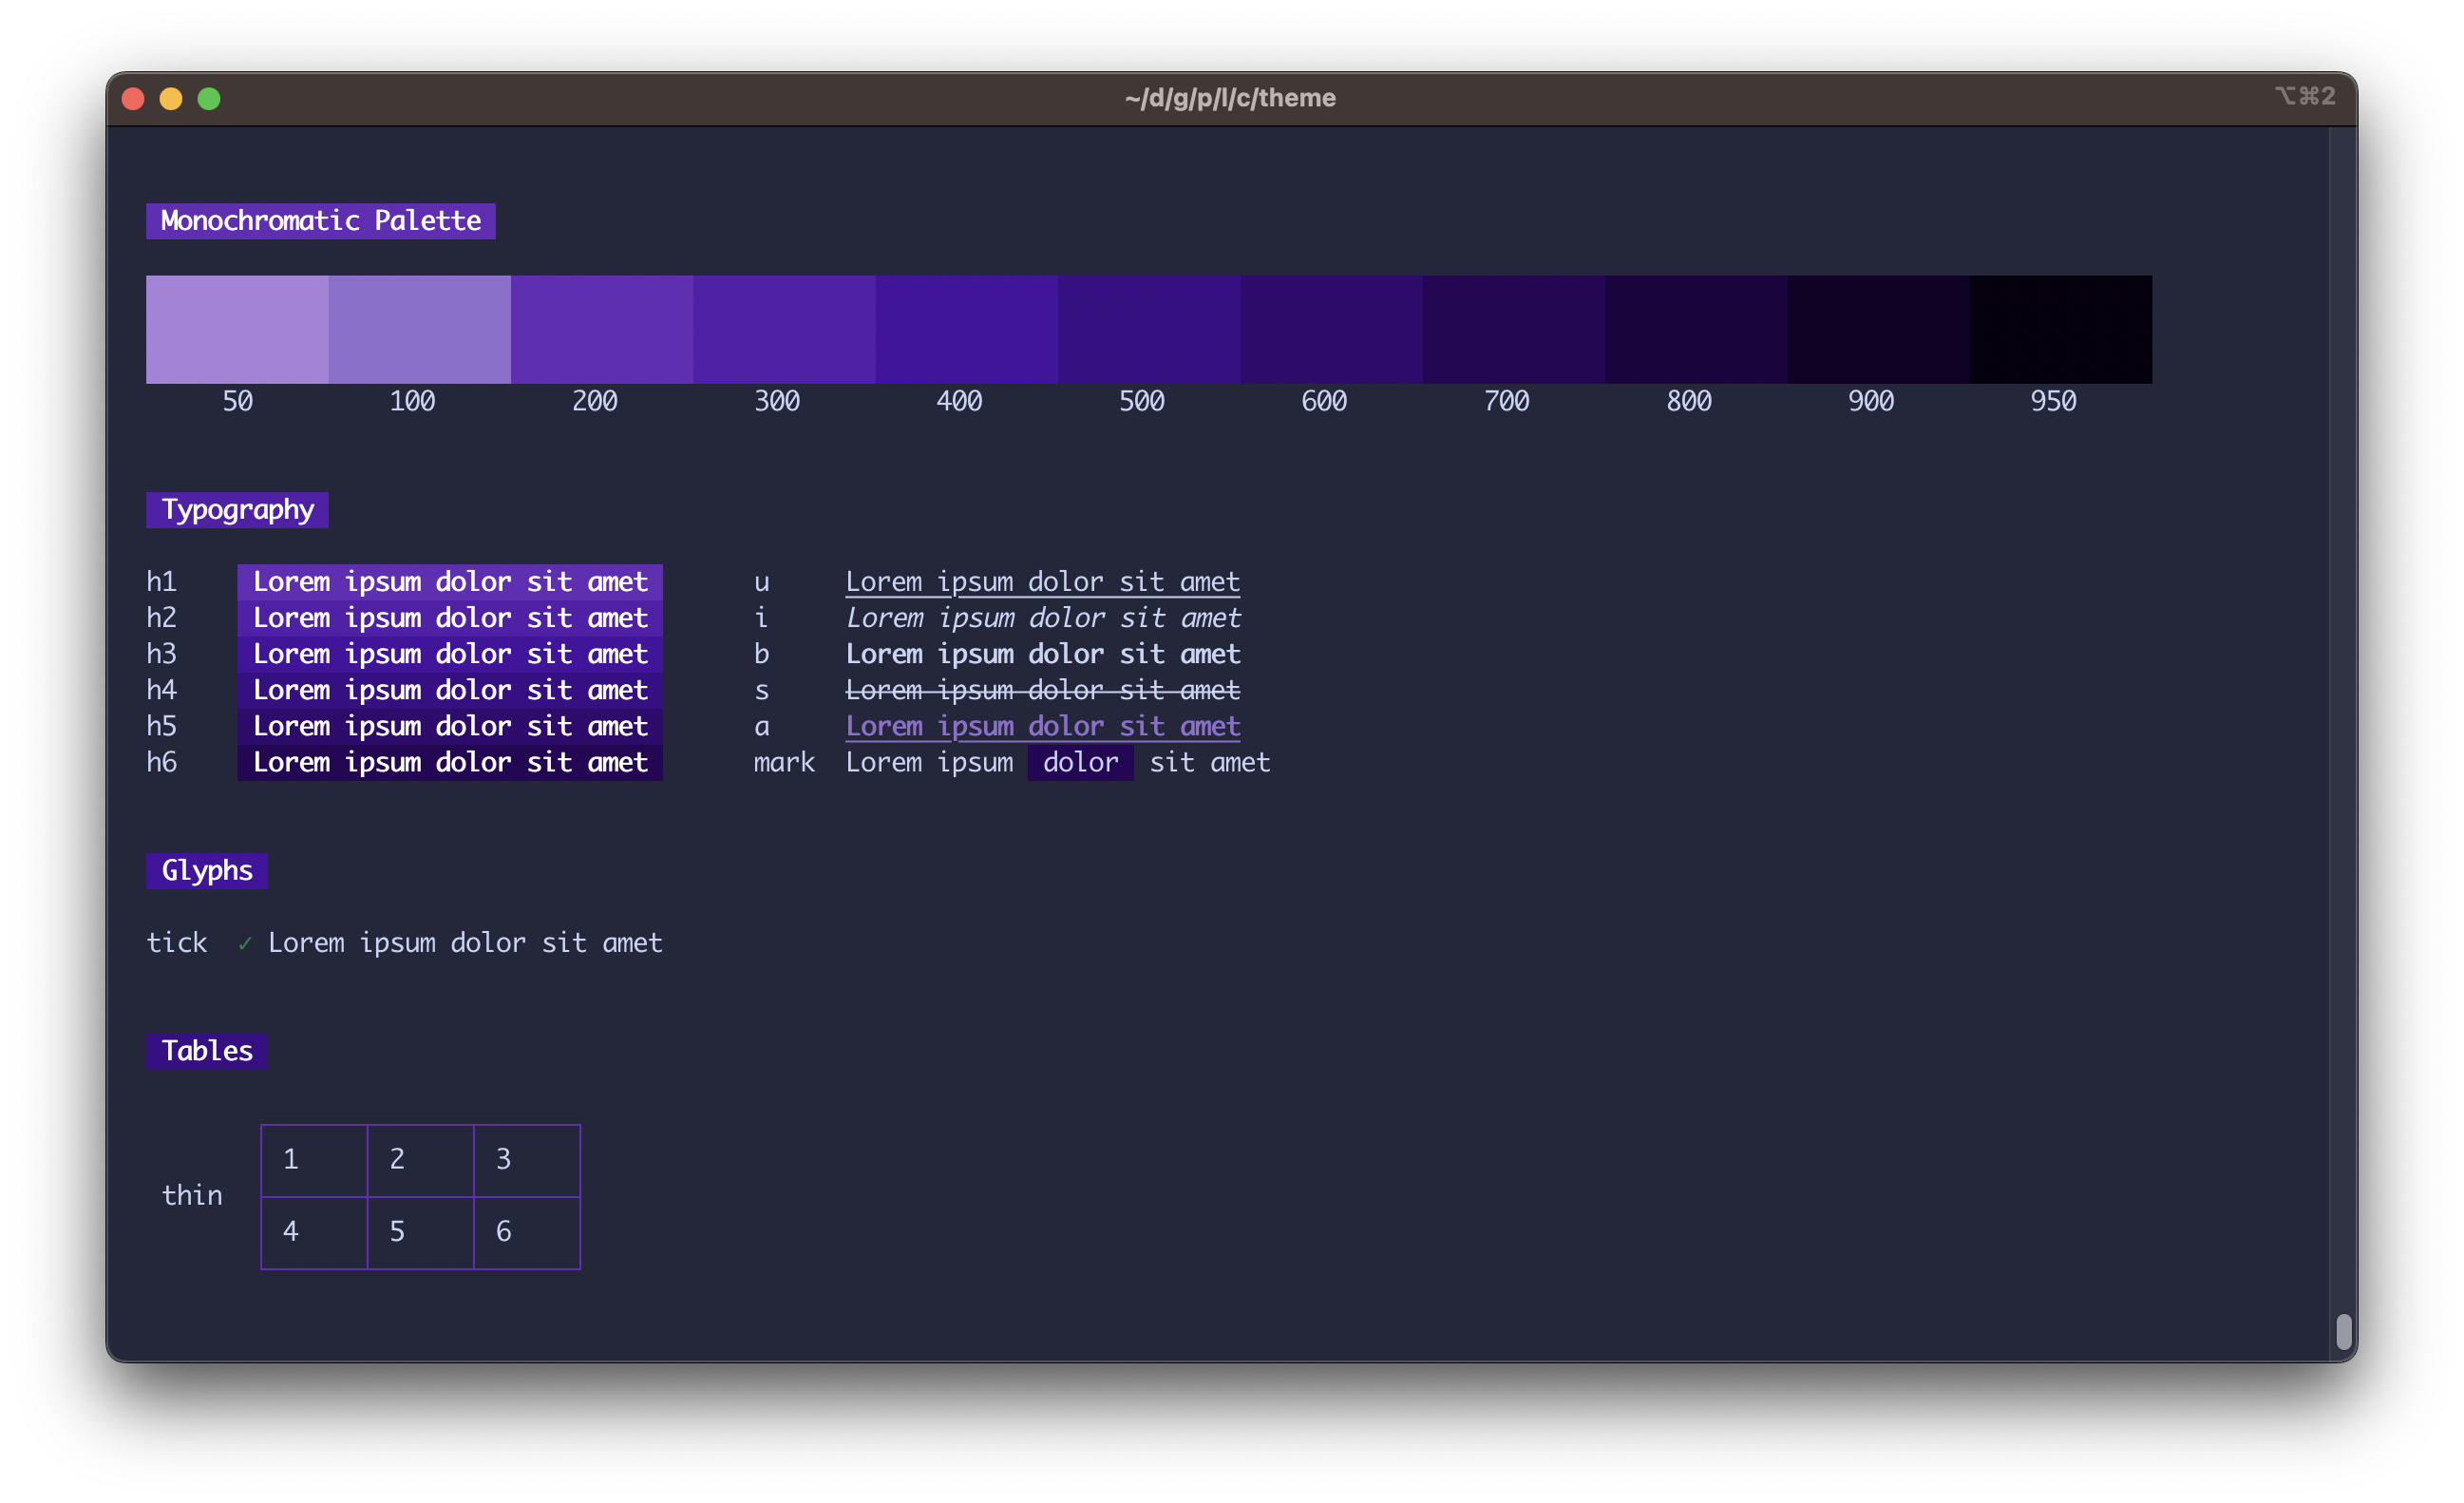 ~/d/g/p/l/c/theme ⌥⌘2
Monochromatic Palette
50 100 200 300 400 500 600 700 800 900 950
Typography
h1 Lorem ipsum dolor sit amet u Lorem ipsum dolor sit amet
h2 Lorem ipsum dolor sit amet i Lorem ipsum dolor sit amet
h3 Lorem ipsum dolor sit amet b Lorem ipsum dolor sit amet
h4 Lorem ipsum dolor sit amet s Lorem ipsum dolor sit amet
h5 Lorem ipsum dolor sit amet a Lorem ipsum dolor sit amet
h6 Lorem ipsum dolor sit amet mark Lorem ipsum dolor sit amet
Glyphs
tick ✓ Lorem ipsum dolor sit amet
Tables
1 2 3
thin
4 5 6